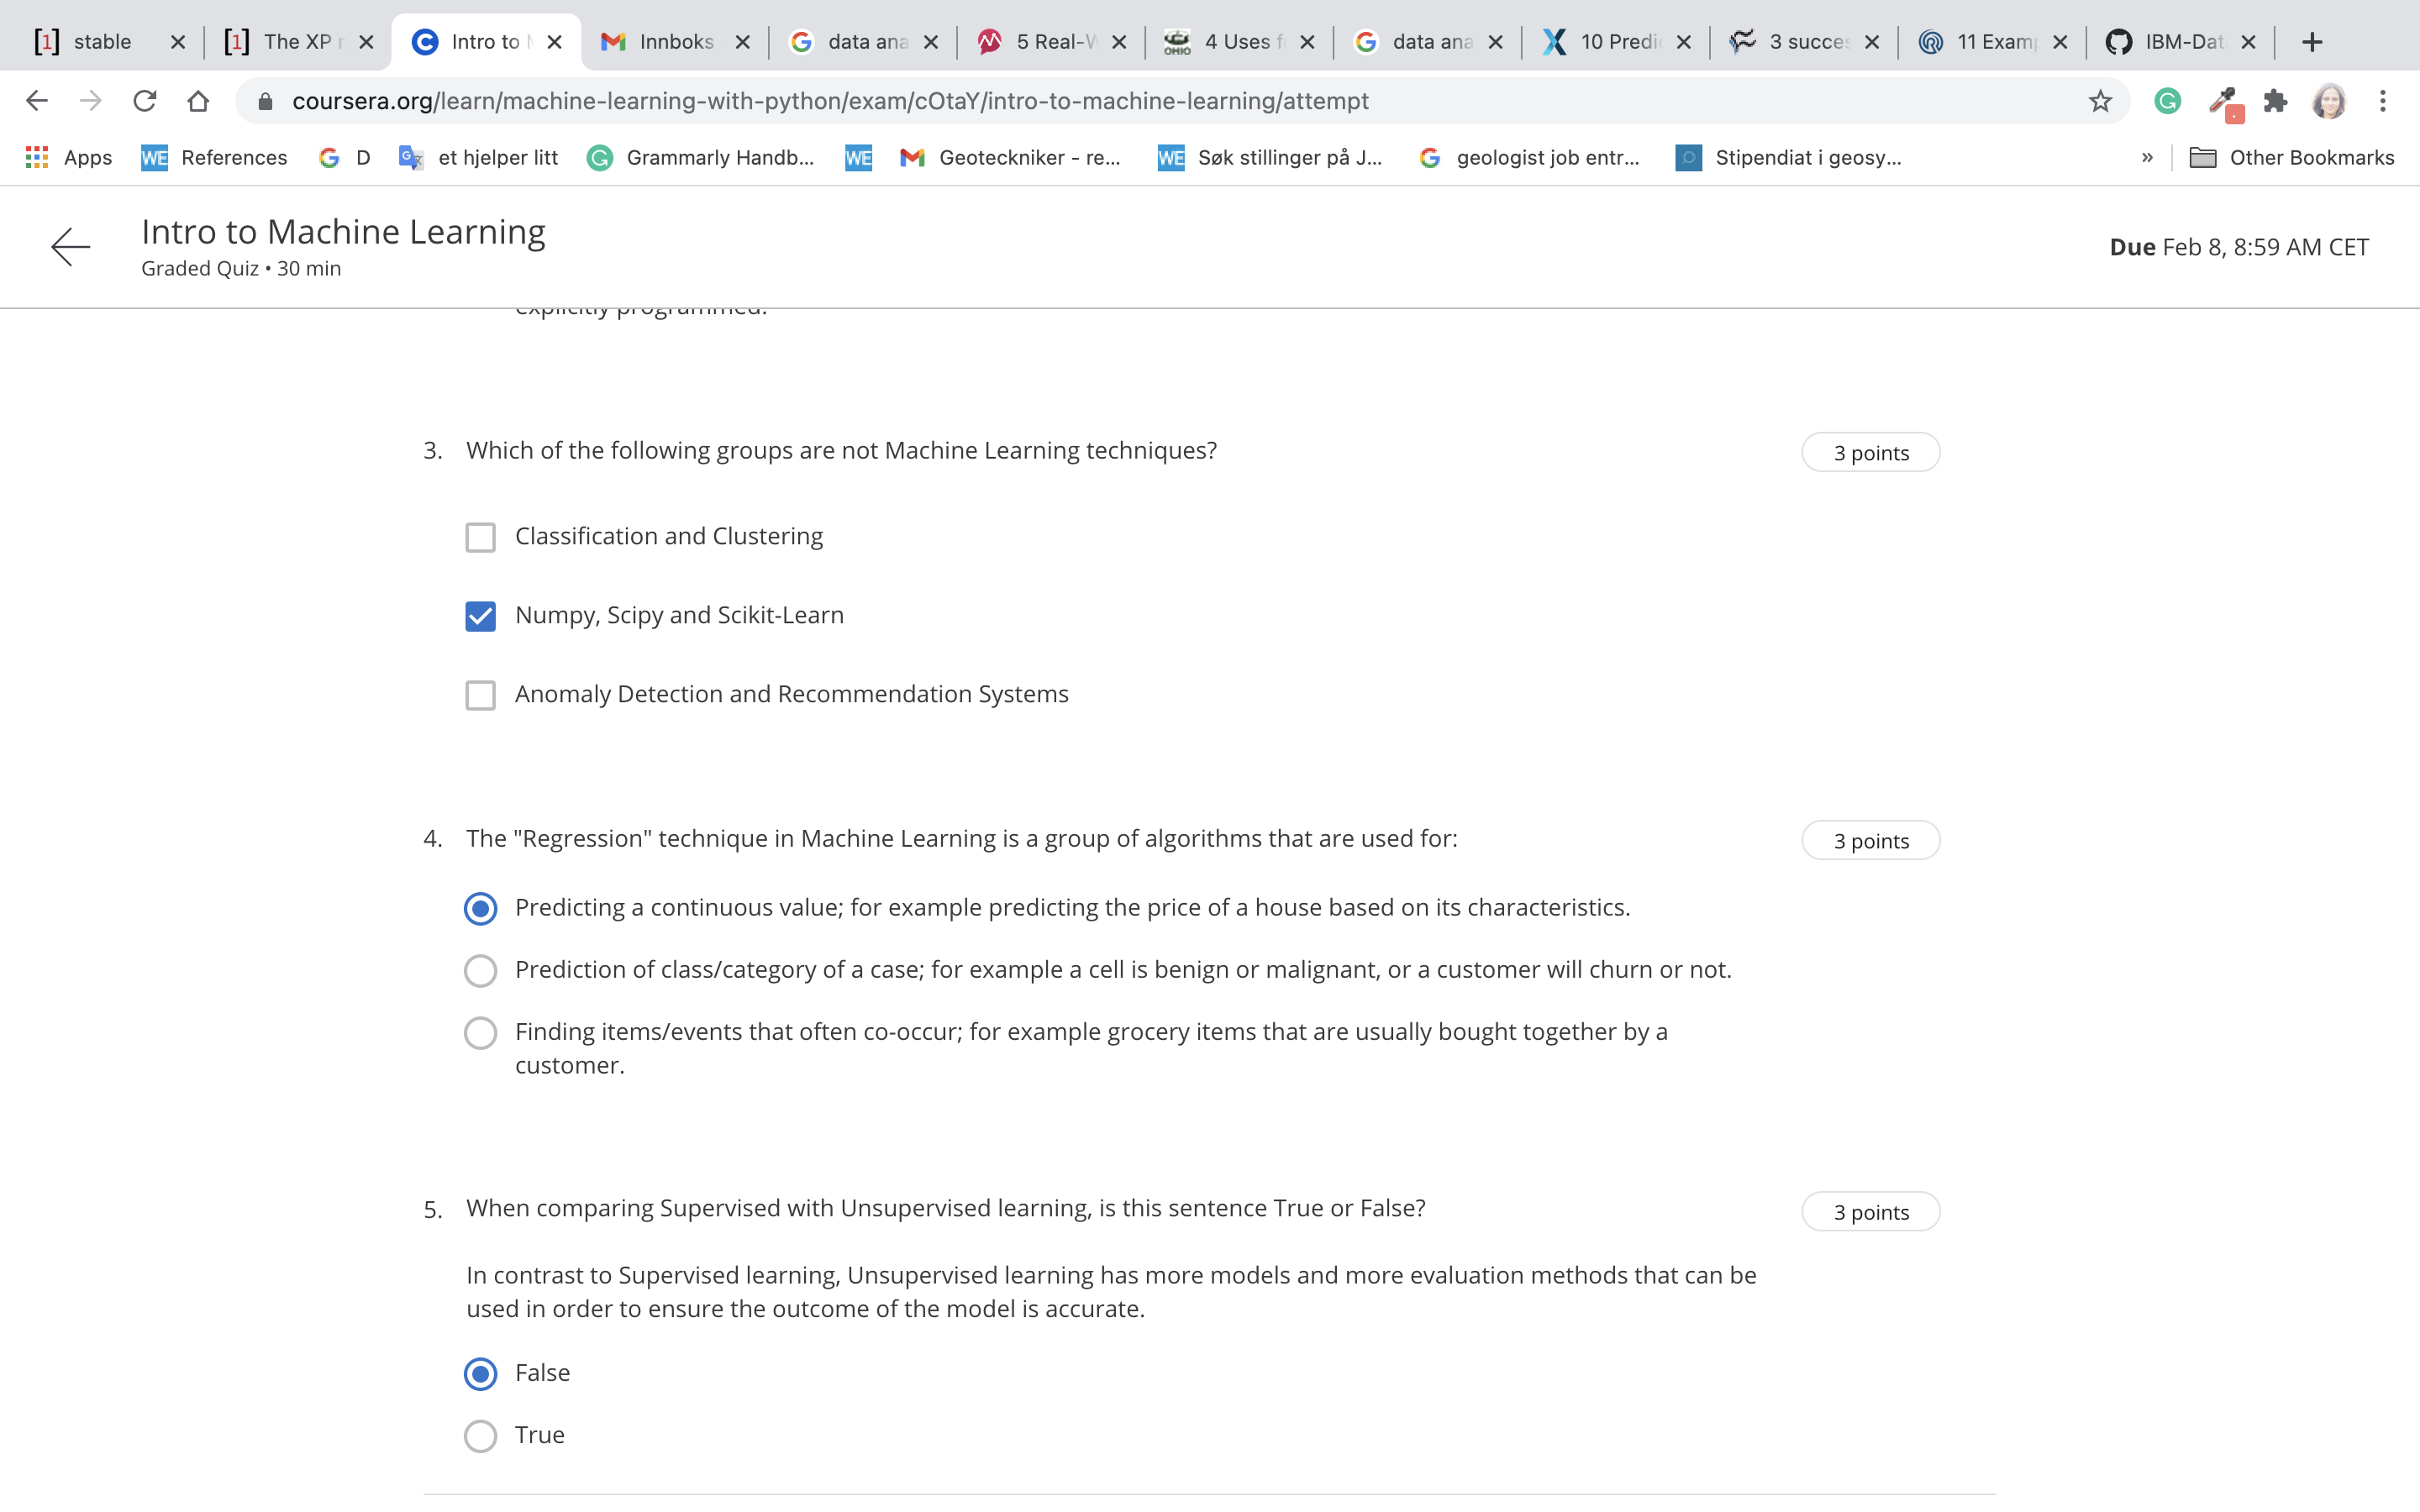 [1] stable
[1] The XP
Intro to
Innboks
data ana
5 Real-
4 Uses
data ana
10 Predi
3 succes
11 Exam
IBM-Dat
coursera.org/learn/machine-learning-with-python/exam/cOtaY/intro-to-machine-learning/attempt
Apps
WE References
D
et hjelper litt
Grammarly Handb...
WE
Geoteckniker - re...
WE Søk stillinger på J...
geologist job entr...
Stipendiat i geosy...
»
Other Bookmarks
Intro to Machine Learning
Graded Quiz • 30 min
Due Feb 8, 8:59 AM CET
explicitly programmed.
3. Which of the following groups are not Machine Learning techniques?
3 points
Classification and Clustering
Numpy, Scipy and Scikit-Learn
Anomaly Detection and Recommendation Systems
4. The "Regression" technique in Machine Learning is a group of algorithms that are used for:
3 points
Predicting a continuous value; for example predicting the price of a house based on its characteristics.
Prediction of class/category of a case; for example a cell is benign or malignant, or a customer will churn or not.
Finding items/events that often co-occur; for example grocery items that are usually bought together by a
customer.
5. When comparing Supervised with Unsupervised learning, is this sentence True or False?
3 points
In contrast to Supervised learning, Unsupervised learning has more models and more evaluation methods that can be
used in order to ensure the outcome of the model is accurate.
False
True